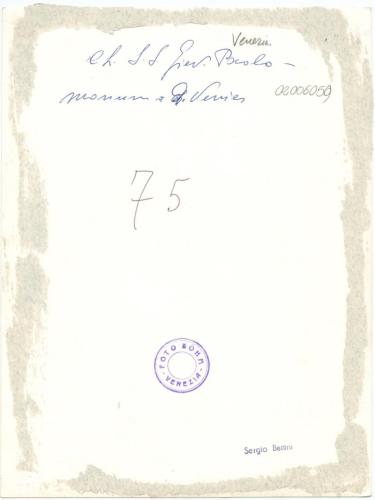 Venezia
Ch. S.S Giov. Paolo -
monum a Venier 02006059
75
FOTO BÖHM
- VENEZIA -
Sergio Bettini